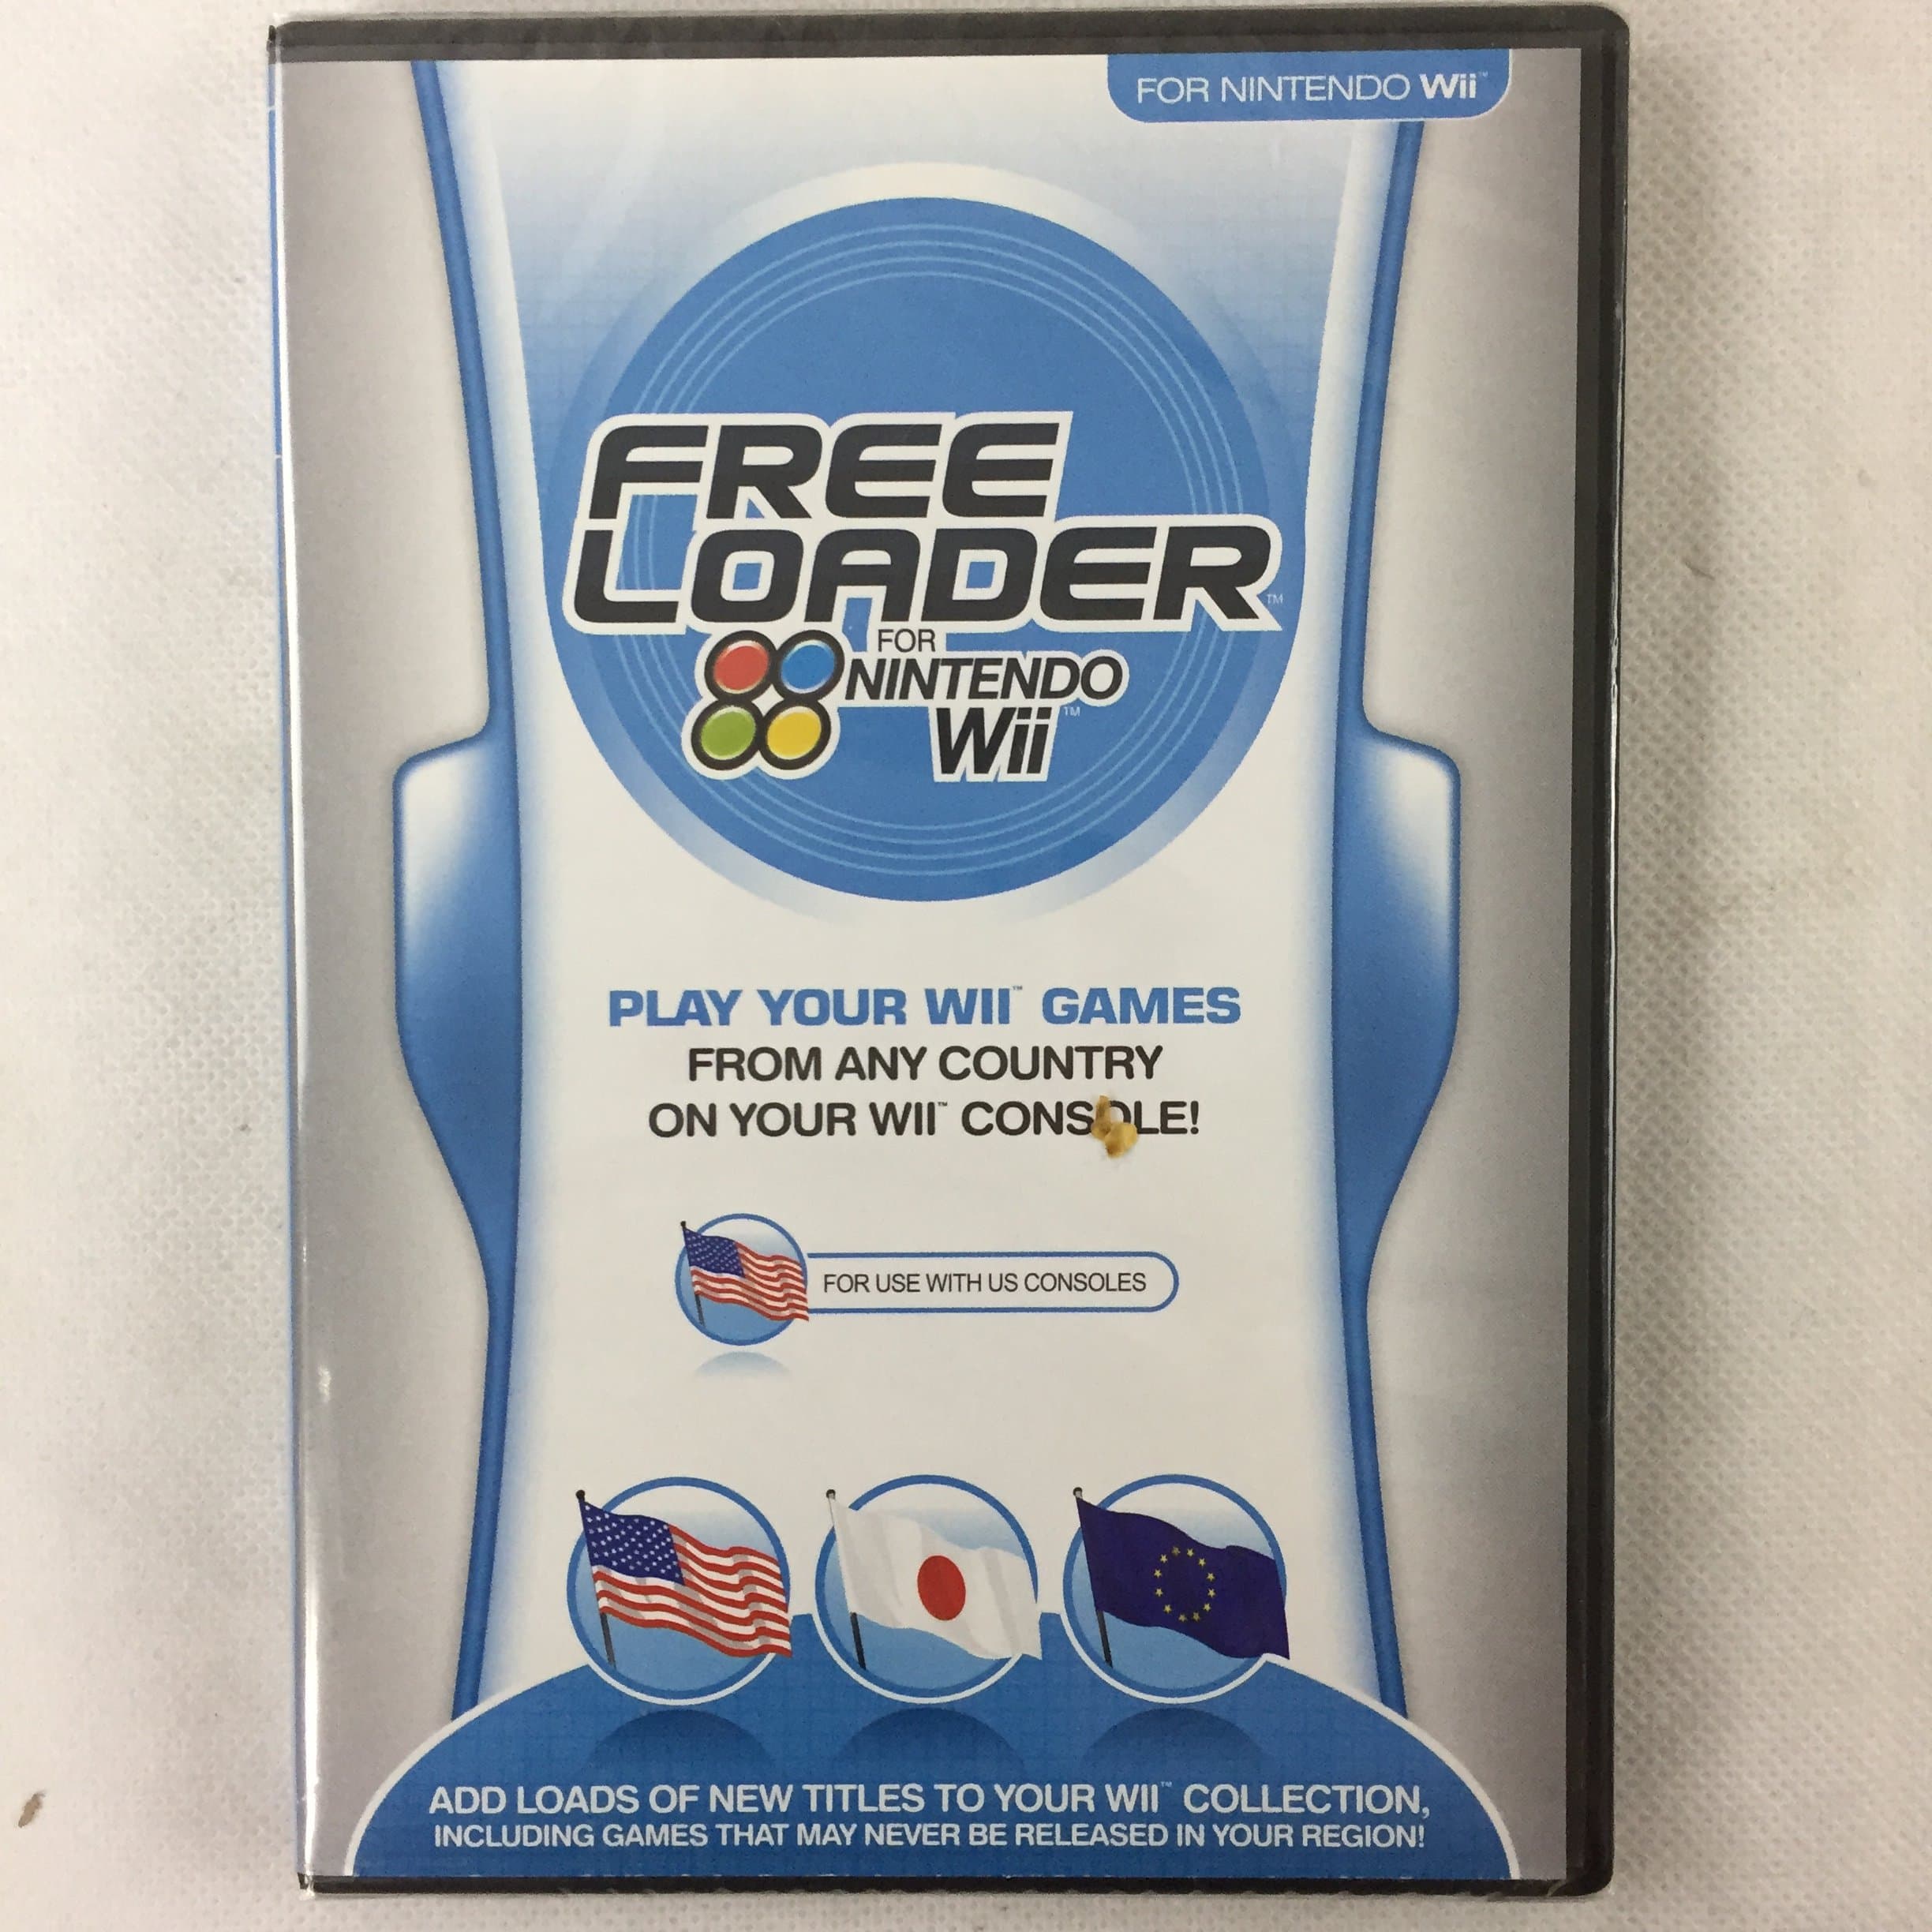 FOR NINTENDO Wii™
FREE
LOADER™
FOR
NINTENDO
Wii™
PLAY YOUR WII™ GAMES
FROM ANY COUNTRY
ON YOUR WII™ CONSOLE!
FOR USE WITH US CONSOLES
ADD LOADS OF NEW TITLES TO YOUR WII™ COLLECTION,
INCLUDING GAMES THAT MAY NEVER BE RELEASED IN YOUR REGION!